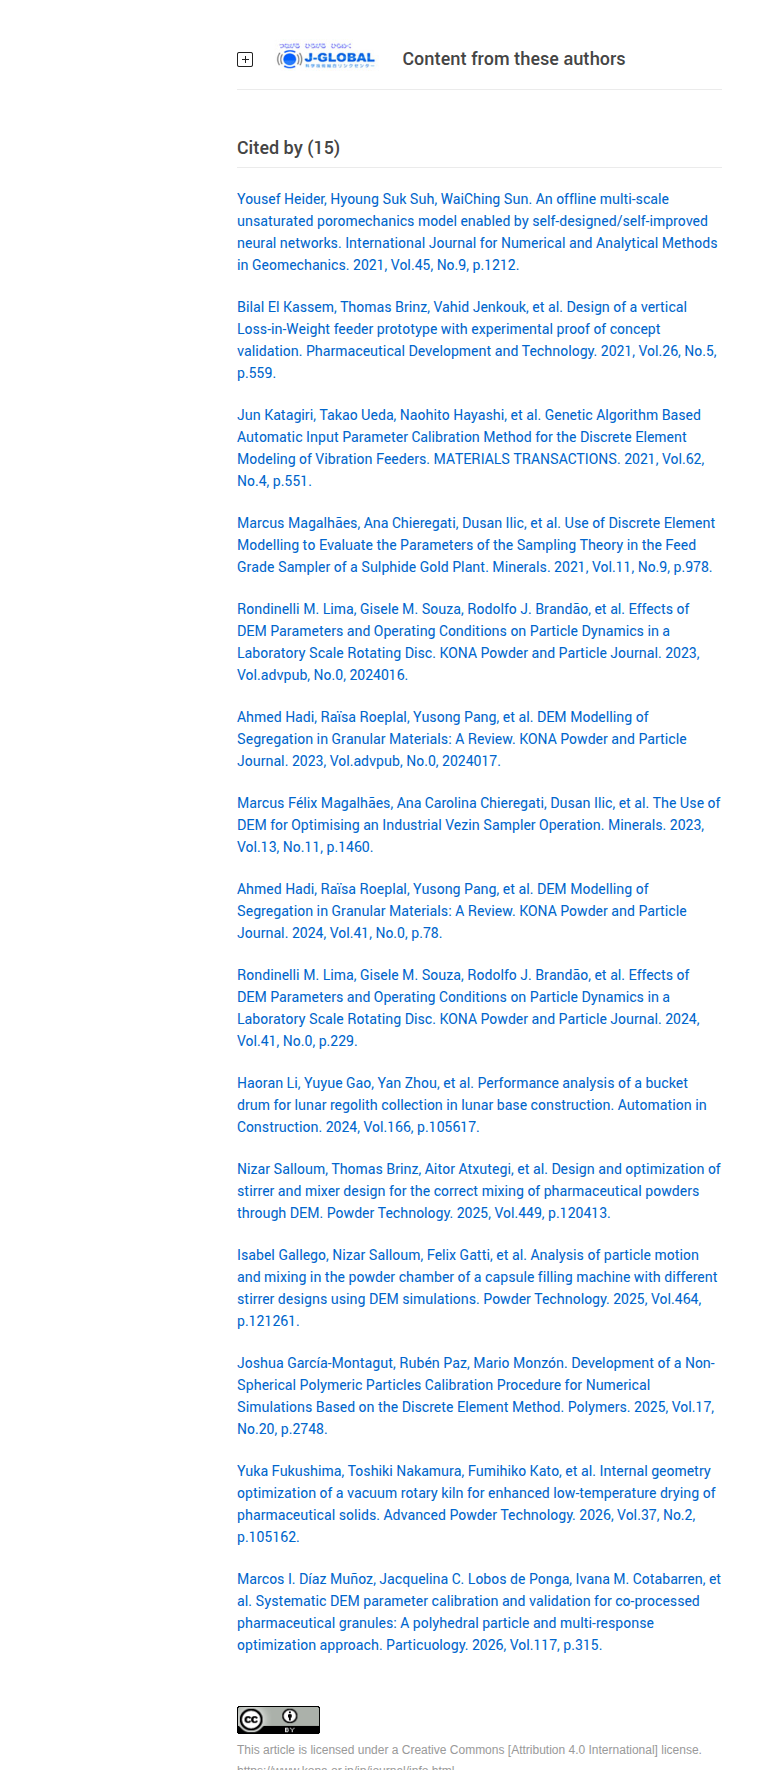 J-GLOBAL
Content from these authors
Cited by (15)
Yousef Heider, Hyoung Suk Suh, WaiChing Sun. An offline multi-scale
unsaturated poromechanics model enabled by self-designed/self-improved
neural networks. International Journal for Numerical and Analytical Methods
in Geomechanics. 2021, Vol.45, No.9, p.1212.
Bilal El Kassem, Thomas Brinz, Vahid Jenkouk, et al. Design of a vertical
Loss-in-Weight feeder prototype with experimental proof of concept
validation. Pharmaceutical Development and Technology. 2021, Vol.26, No.5,
p.559.
Jun Katagiri, Takao Ueda, Naohito Hayashi, et al. Genetic Algorithm Based
Automatic Input Parameter Calibration Method for the Discrete Element
Modeling of Vibration Feeders. MATERIALS TRANSACTIONS. 2021, Vol.62,
No.4, p.551.
Marcus Magalhães, Ana Chieregati, Dusan Ilic, et al. Use of Discrete Element
Modelling to Evaluate the Parameters of the Sampling Theory in the Feed
Grade Sampler of a Sulphide Gold Plant. Minerals. 2021, Vol.11, No.9, p.978.
Rondinelli M. Lima, Gisele M. Souza, Rodolfo J. Brandão, et al. Effects of
DEM Parameters and Operating Conditions on Particle Dynamics in a
Laboratory Scale Rotating Disc. KONA Powder and Particle Journal. 2023,
Vol.advpub, No.0, 2024016.
Ahmed Hadi, Raïsa Roeplal, Yusong Pang, et al. DEM Modelling of
Segregation in Granular Materials: A Review. KONA Powder and Particle
Journal. 2023, Vol.advpub, No.0, 2024017.
Marcus Félix Magalhães, Ana Carolina Chieregati, Dusan Ilic, et al. The Use of
DEM for Optimising an Industrial Vezin Sampler Operation. Minerals. 2023,
Vol.13, No.11, p.1460.
Ahmed Hadi, Raïsa Roeplal, Yusong Pang, et al. DEM Modelling of
Segregation in Granular Materials: A Review. KONA Powder and Particle
Journal. 2024, Vol.41, No.0, p.78.
Rondinelli M. Lima, Gisele M. Souza, Rodolfo J. Brandão, et al. Effects of
DEM Parameters and Operating Conditions on Particle Dynamics in a
Laboratory Scale Rotating Disc. KONA Powder and Particle Journal. 2024,
Vol.41, No.0, p.229.
Haoran Li, Yuyue Gao, Yan Zhou, et al. Performance analysis of a bucket
drum for lunar regolith collection in lunar base construction. Automation in
Construction. 2024, Vol.166, p.105617.
Nizar Salloum, Thomas Brinz, Aitor Atxutegi, et al. Design and optimization of
stirrer and mixer design for the correct mixing of pharmaceutical powders
through DEM. Powder Technology. 2025, Vol.449, p.120413.
Isabel Gallego, Nizar Salloum, Felix Gatti, et al. Analysis of particle motion
and mixing in the powder chamber of a capsule filling machine with different
stirrer designs using DEM simulations. Powder Technology. 2025, Vol.464,
p.121261.
Joshua García-Montagut, Rubén Paz, Mario Monzón. Development of a Non-
Spherical Polymeric Particles Calibration Procedure for Numerical
Simulations Based on the Discrete Element Method. Polymers. 2025, Vol.17,
No.20, p.2748.
Yuka Fukushima, Toshiki Nakamura, Fumihiko Kato, et al. Internal geometry
optimization of a vacuum rotary kiln for enhanced low-temperature drying of
pharmaceutical solids. Advanced Powder Technology. 2026, Vol.37, No.2,
p.105162.
Marcos I. Díaz Muñoz, Jacquelina C. Lobos de Ponga, Ivana M. Cotabarren, et
al. Systematic DEM parameter calibration and validation for co-processed
pharmaceutical granules: A polyhedral particle and multi-response
optimization approach. Particuology. 2026, Vol.117, p.315.
cc
BY
This article is licensed under a Creative Commons [Attribution 4.0 International] license.